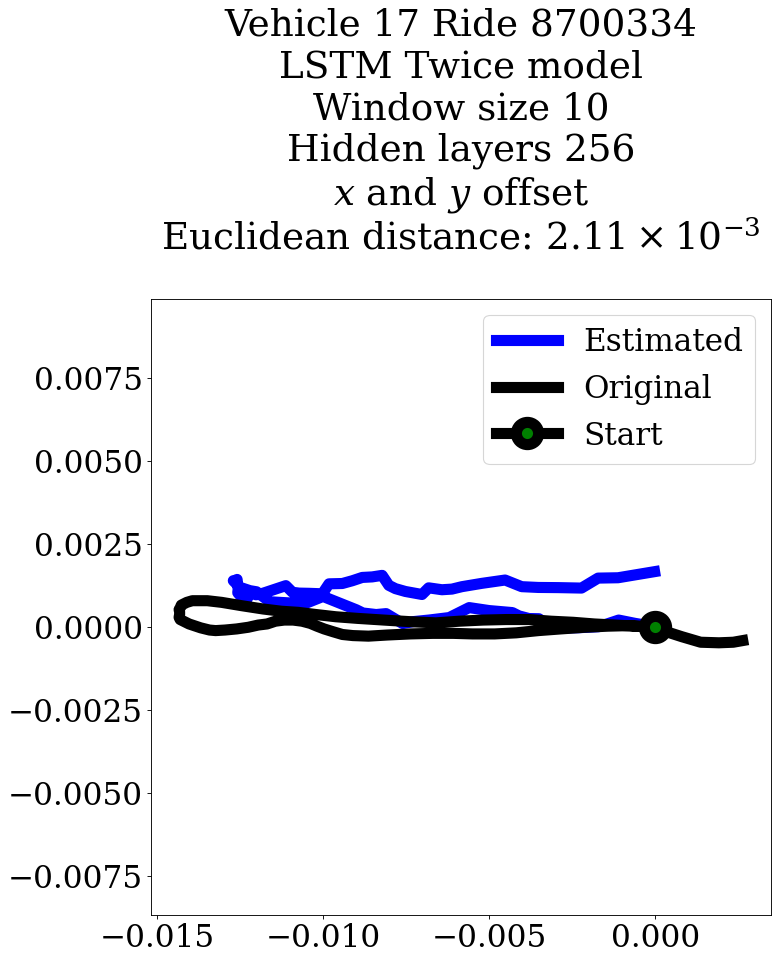 Vehicle 17 Ride 8700334
LSTM Twice model
Window size 10
Hidden layers 256
x and y offset
Euclidean distance: 2.11 × 10⁻³
Estimated
Original
Start
0.0075
0.0050
0.0025
0.0000
−0.0025
−0.0050
−0.0075
−0.015 −0.010 −0.005 0.000